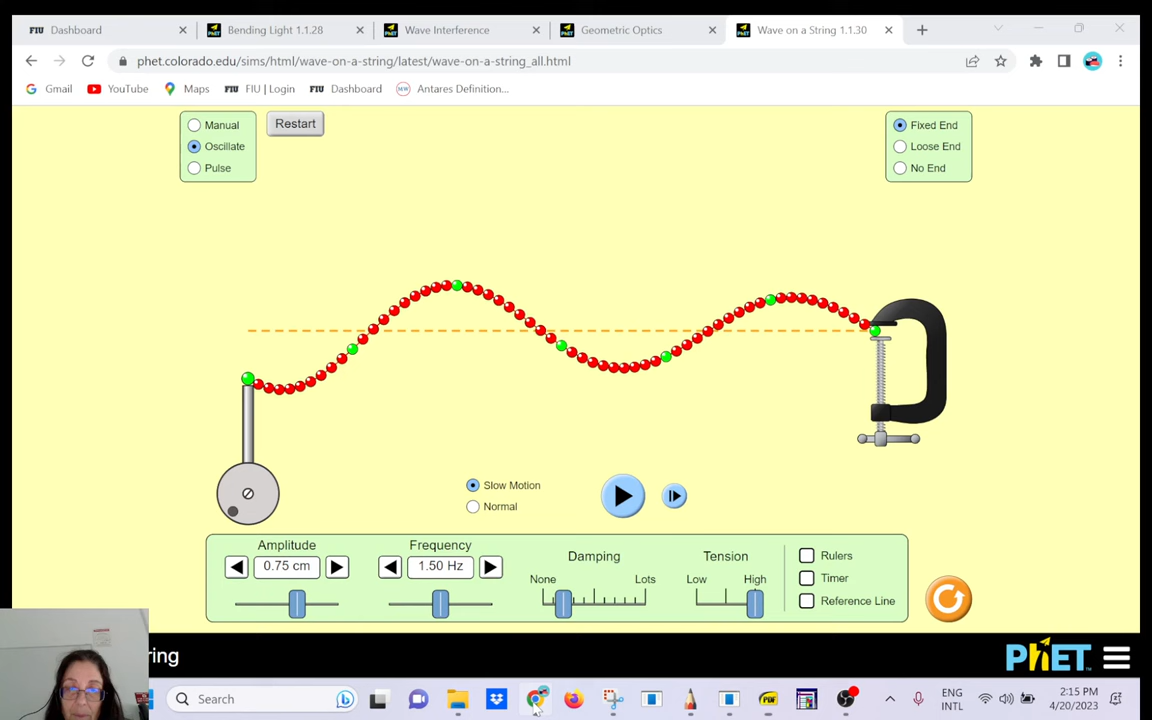 FIU Dashboard
Bending Light 1.1.28
Wave Interference
Geometric Optics
Wave on a String 1.1.30
phet.colorado.edu/sims/html/wave-on-a-string/latest/wave-on-a-string_all.html
Gmail YouTube Maps FIU FIU | Login FIU Dashboard Antares Definition...
Manual
Oscillate
Pulse
Restart
Fixed End
Loose End
No End
Slow Motion
Normal
Amplitude
0.75 cm
Frequency
1.50 Hz
Damping
None Lots
Tension
Low High
Rulers
Timer
Reference Line
ring
PhET
Search
ENG
INTL
2:15 PM
4/20/2023